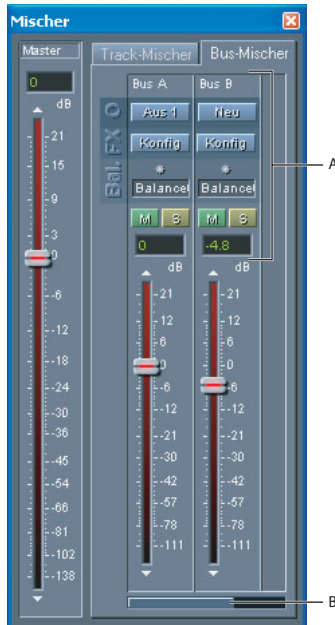 Mischer
Master
Track-Mischer
Bus-Mischer
Bus A
Bus B
O
Aus 1
Neu
FX
Konfig
Konfig
Bal.
Balance
Balance
M S
M S
0
0
-4.8
dB
dB
dB
-21
-15
-9
-3
-0
-6
-12
-18
-24
-30
-36
-45
-54
-66
-81
-102
-138
-21
-12
-6
-0
-6
-12
-21
-30
-42
-57
-78
-111
-21
-12
-6
-0
-6
-12
-21
-30
-42
-57
-78
-111
A
B